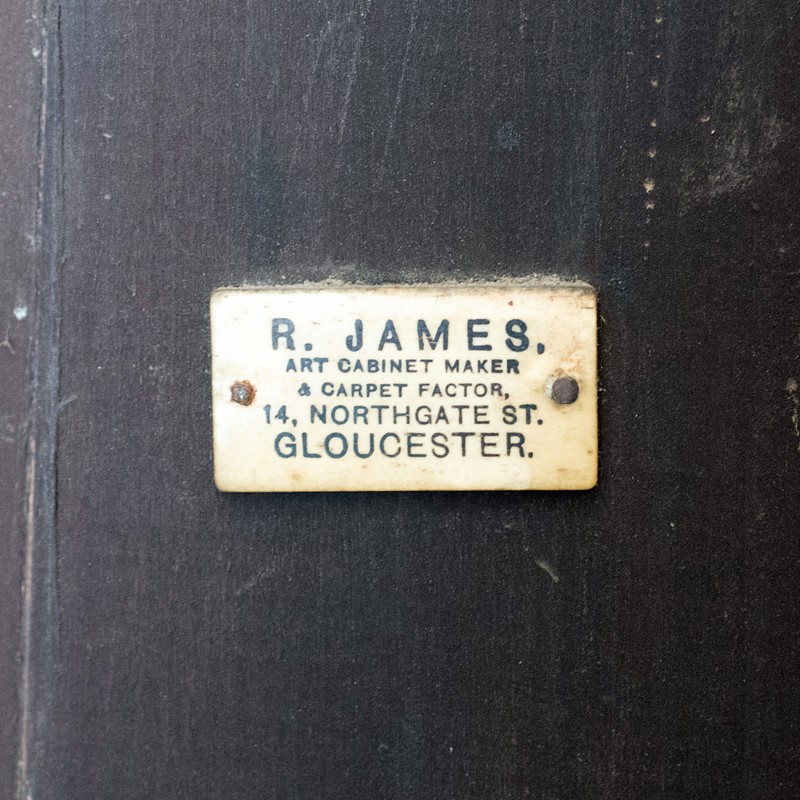 R. JAMES,
ART CABINET MAKER
& CARPET FACTOR,
14, NORTHGATE ST.
GLOUCESTER.